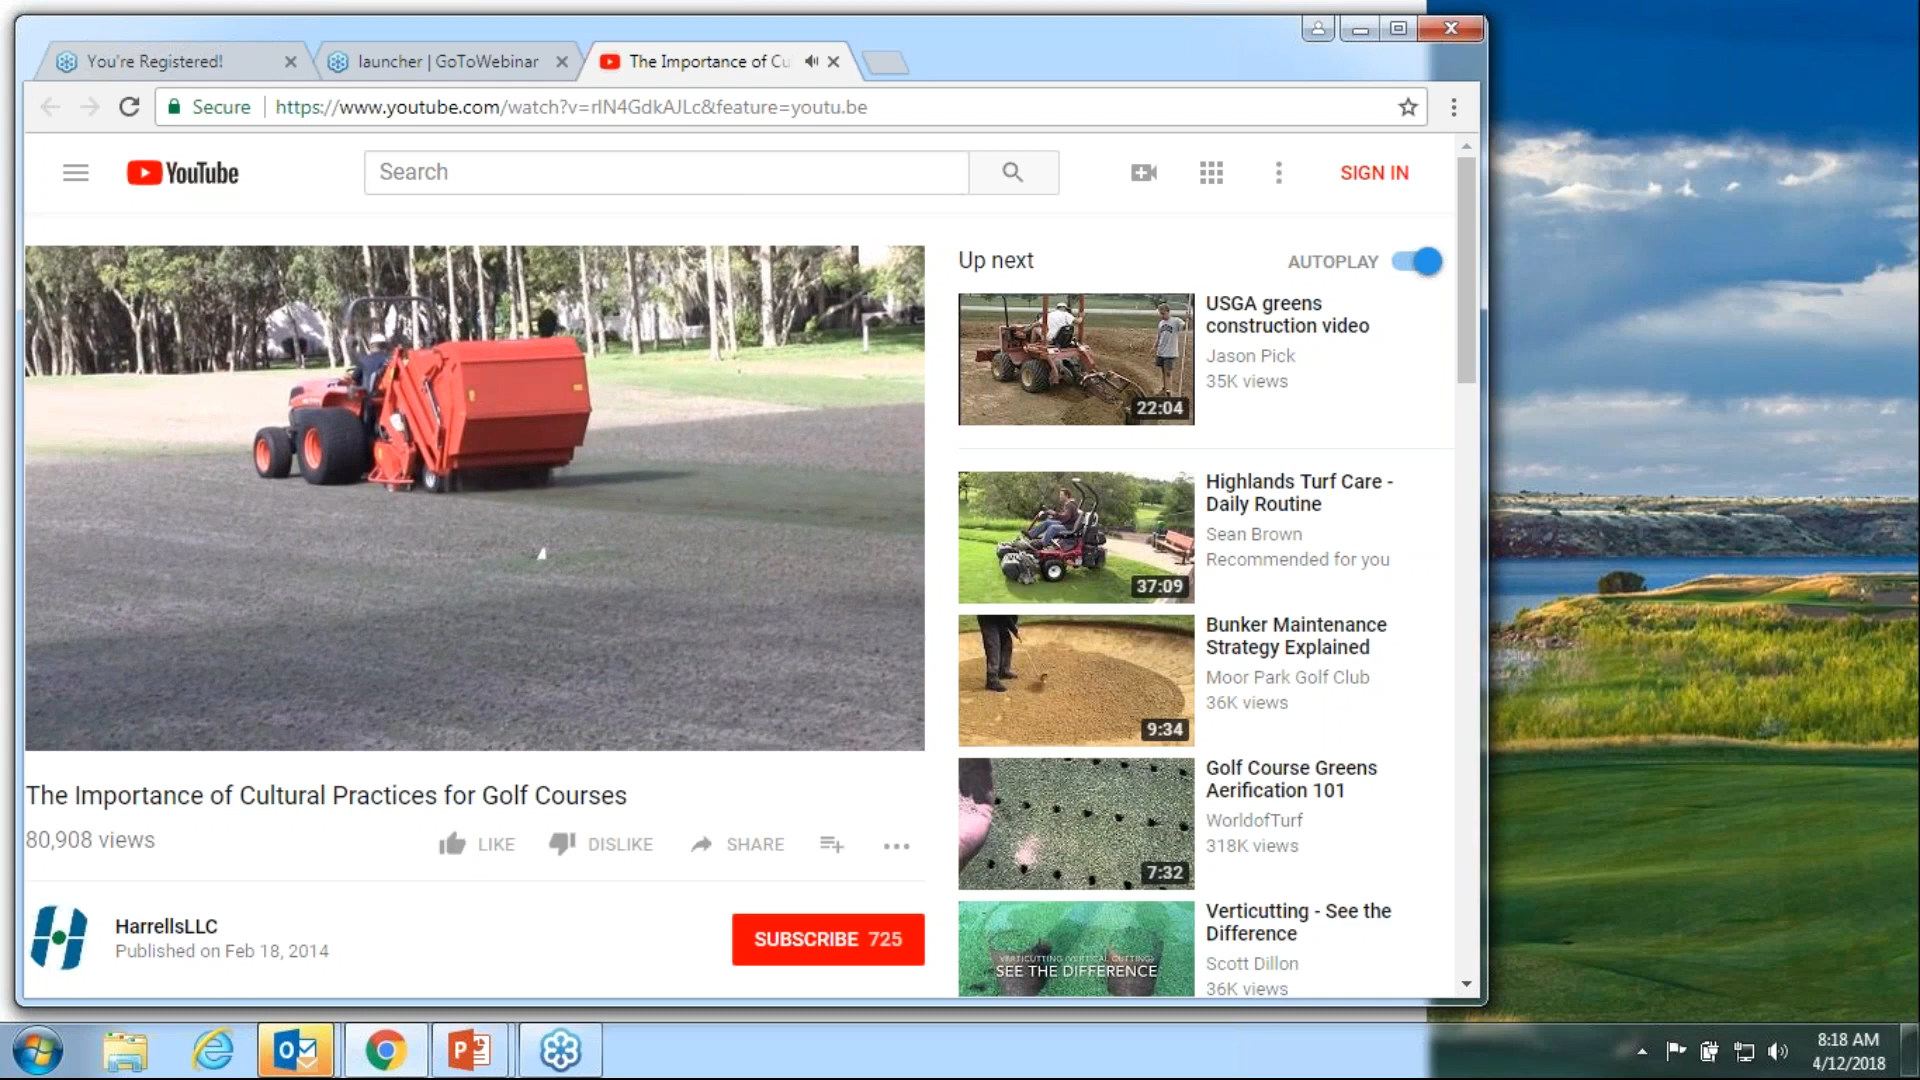 You're Registered!
launcher | GoToWebinar
The Importance of Cu
Secure
https://www.youtube.com/watch?v=rIN4GdkAJLc&feature=youtu.be
YouTube
Search
SIGN IN
Up next
AUTOPLAY
USGA greens
construction video
Jason Pick
35K views
22:04
Highlands Turf Care -
Daily Routine
Sean Brown
Recommended for you
37:09
Bunker Maintenance
Strategy Explained
Moor Park Golf Club
36K views
9:34
Golf Course Greens
Aerification 101
WorldofTurf
318K views
7:32
Verticutting - See the
Difference
Scott Dillon
36K views
VERTICUTTING (VERTICAL CUTTING)
SEE THE DIFFERENCE
The Importance of Cultural Practices for Golf Courses
80,908 views
LIKE
DISLIKE
SHARE
HarrellsLLC
Published on Feb 18, 2014
SUBSCRIBE 725
8:18 AM
4/12/2018